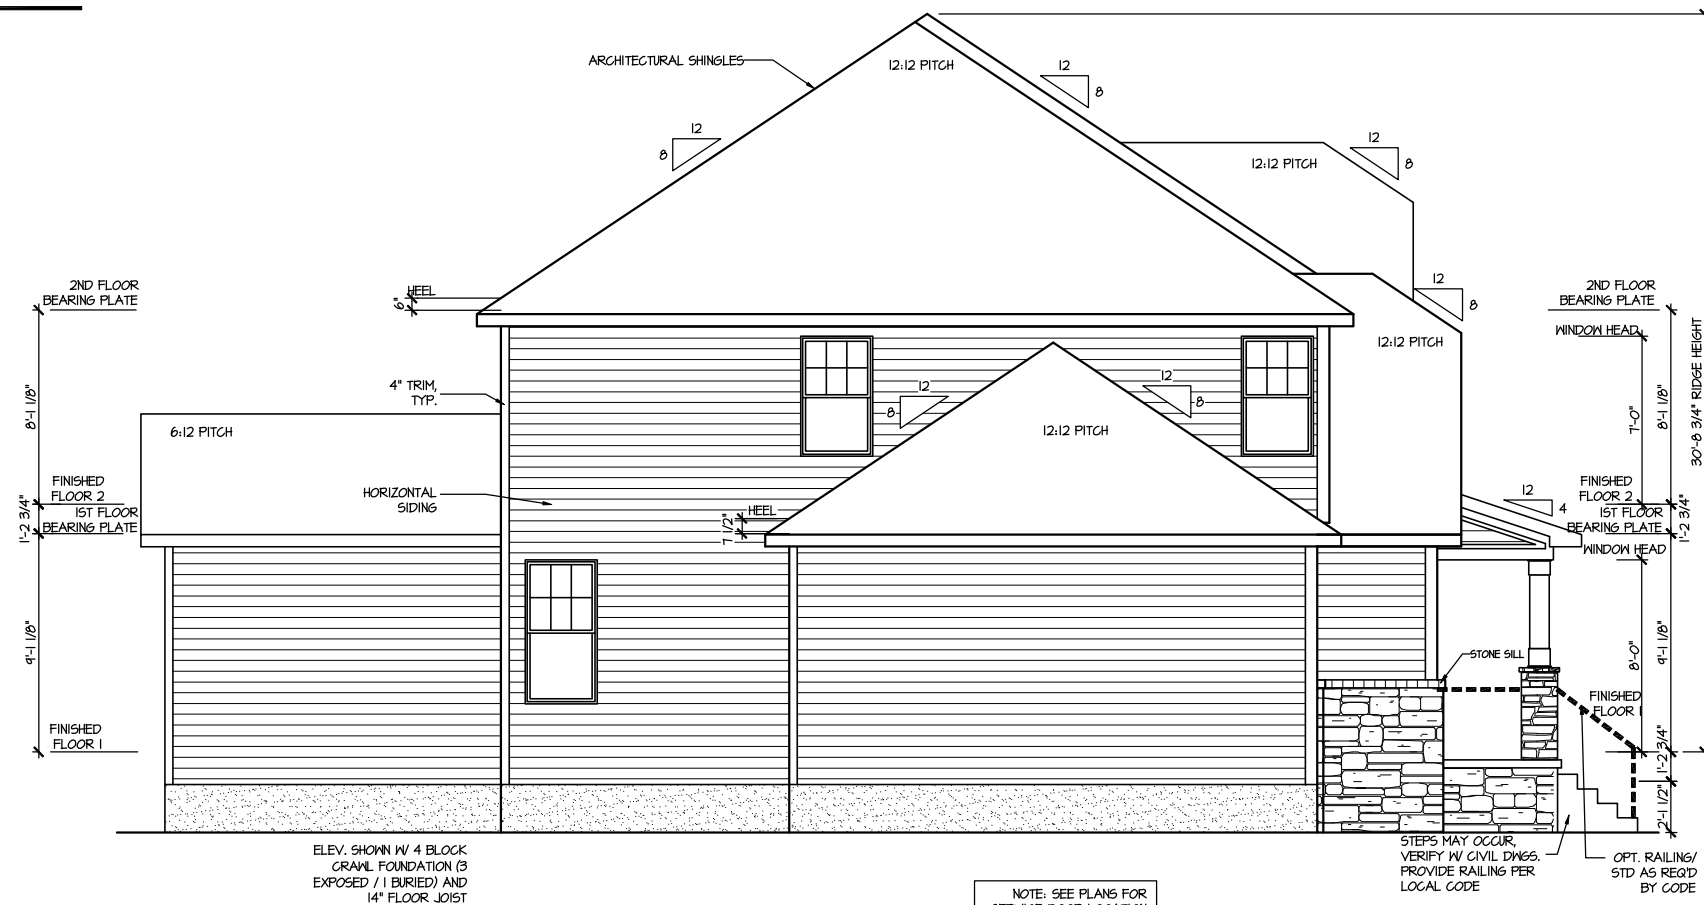 ARCHITECTURAL SHINGLES
12:12 PITCH
12
8
12
8
12:12 PITCH
12
8
12
8
2ND FLOOR
BEARING PLATE
6"
HEEL
2ND FLOOR
BEARING PLATE
WINDOW HEAD
12:12 PITCH
30'-8 3/4" RIDGE HEIGHT
8'-1 1/8"
4" TRIM,
TYP.
12
8
12
8
7'-0"
8'-1 1/8"
6:12 PITCH
12:12 PITCH
FINISHED
FLOOR 2
1ST FLOOR
BEARING PLATE
1'-2 3/4"
HORIZONTAL
SIDING
HEEL
7 1/2"
12
4
FINISHED
FLOOR 2
1ST FLOOR
BEARING PLATE
1'-2 3/4"
WINDOW HEAD
9'-1 1/8"
8'-0"
9'-1 1/8"
STONE SILL
FINISHED
FLOOR 1
FINISHED
FLOOR 1
1'-2 3/4"
2'-1 1/2"
ELEV. SHOWN W/ 4 BLOCK
CRAWL FOUNDATION (3
EXPOSED / 1 BURIED) AND
14" FLOOR JOIST
STEPS MAY OCCUR,
VERIFY W/ CIVIL DWGS.
PROVIDE RAILING PER
LOCAL CODE
OPT. RAILING/
STD AS REQ'D
BY CODE
NOTE: SEE PLANS FOR